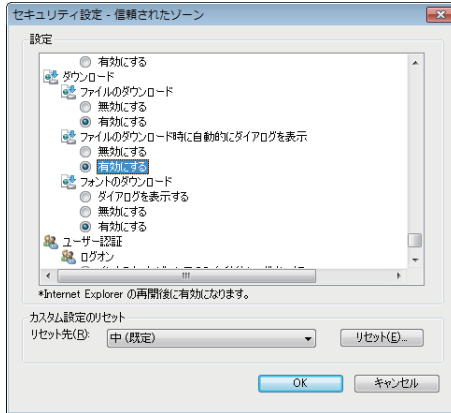 セキュリティ設定 - 信頼されたゾーン
設定
有効にする
ダウンロード
ファイルのダウンロード
無効にする
有効にする
ファイルのダウンロード時に自動的にダイアログを表示
無効にする
有効にする
フォントのダウンロード
ダイアログを表示する
無効にする
有効にする
ユーザー認証
ログオン
*Internet Explorer の再開後に有効になります。
カスタム設定のリセット
リセット先(R): 中 (既定) リセット(E)...
OK キャンセル